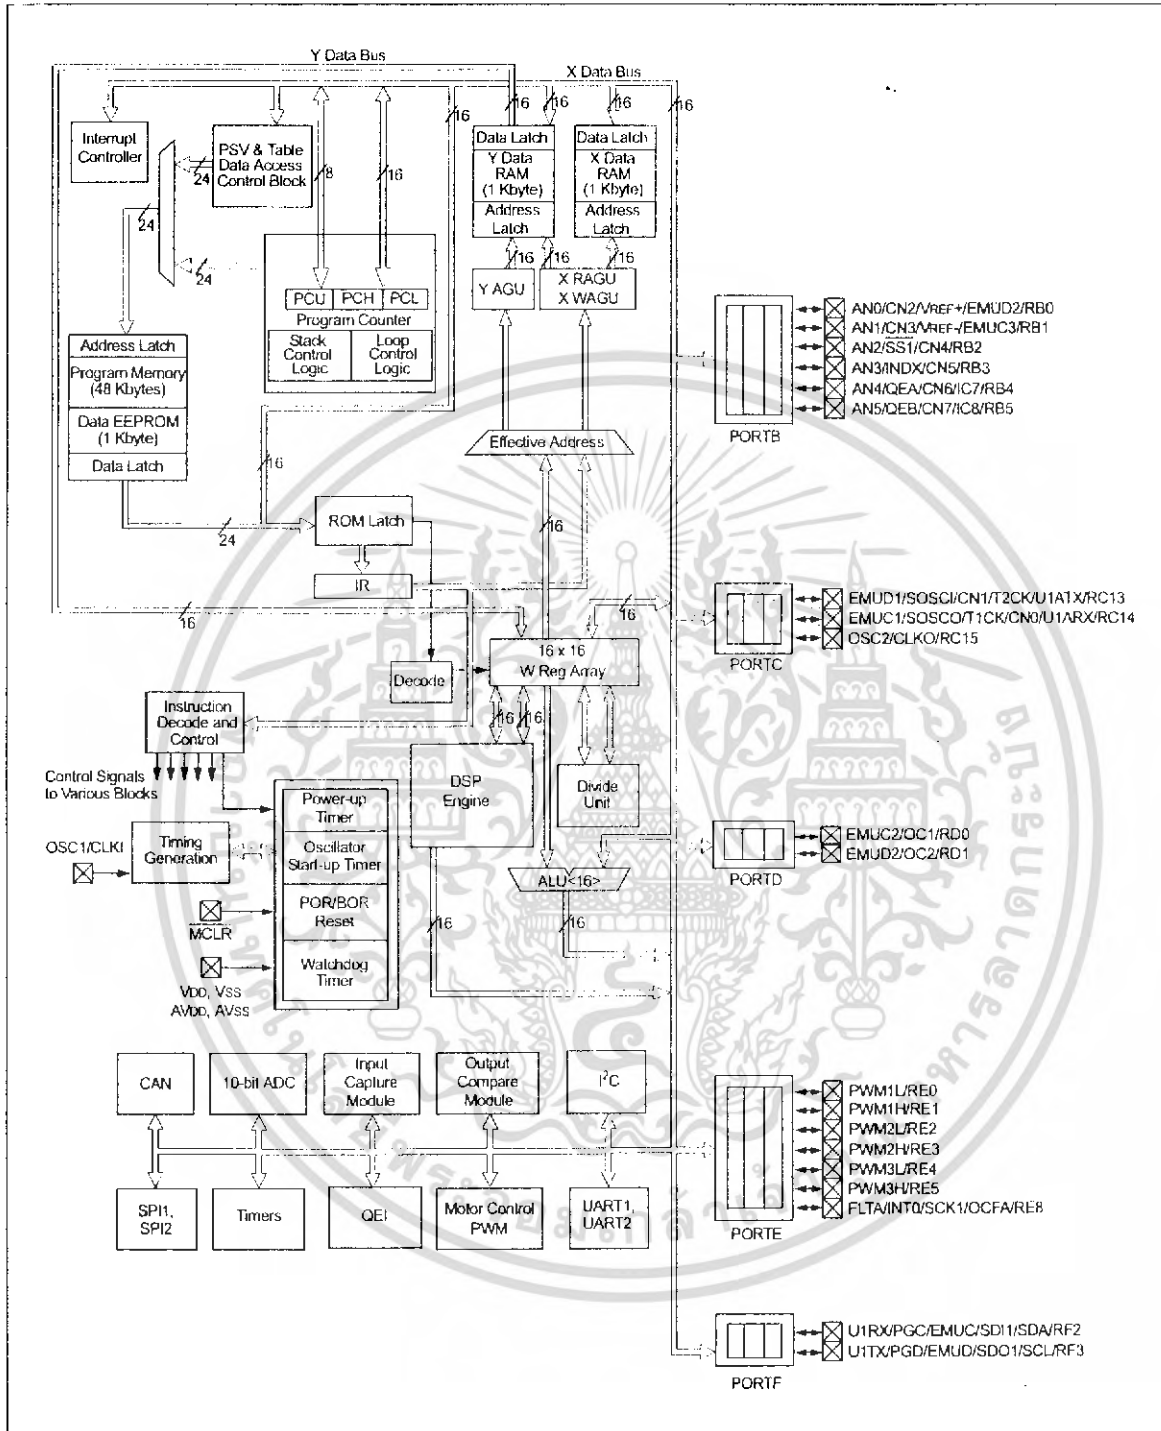 Y Data Bus
X Data Bus
16
16
16
16
16
Interrupt
Controller
PSV & Table
Data Access
Control Block
24
8
16
Data Latch
Y Data
RAM
(1 Kbyte)
Address
Latch
Data Latch
X Data
RAM
(1 Kbyte)
Address
Latch
24
24
16
16
16
Y AGU
X RAGU
X WAGU
PCU PCH PCL
Program Counter
Stack
Control
Logic
Loop
Control
Logic
Address Latch
Program Memory
(48 Kbytes)
Data EEPROM
(1 Kbyte)
Data Latch
16
Effective Address
24
ROM Latch
16
IR
16
16
16 x 16
W Reg Array
Decode
16
16
Instruction
Decode and
Control
Control Signals
to Various Blocks
DSP
Engine
Divide
Unit
Power-up
Timer
Oscillator
Start-up Timer
POR/BOR
Reset
Watchdog
Timer
OSC1/CLKI
Timing
Generation
MCLR
VDD, VSS
AVDD, AVSS
ALU<16>
16
16
CAN
10-bit ADC
Input
Capture
Module
Output
Compare
Module
I²C
SPI1,
SPI2
Timers
QEI
Motor Control
PWM
UART1,
UART2
AN0/CN2/VREF+/EMUD2/RB0
AN1/CN3/VREF-/EMUC3/RB1
AN2/SS1/CN4/RB2
AN3/INDX/CN5/RB3
AN4/QEA/CN6/IC7/RB4
AN5/QEB/CN7/IC8/RB5
PORTB
EMUD1/SOSCI/CN1/T2CK/U1A1X/RC13
EMUC1/SOSCO/T1CK/CN0/U1ARX/RC14
OSC2/CLKO/RC15
PORTC
EMUC2/OC1/RD0
EMUD2/OC2/RD1
PORTD
PWM1L/RE0
PWM1H/RE1
PWM2L/RE2
PWM2H/RE3
PWM3L/RE4
PWM3H/RE5
FLTA/INT0/SCK1/OCFA/RE8
PORTE
U1RX/PGC/EMUC/SDI1/SDA/RF2
U1TX/PGD/EMUD/SDO1/SCL/RF3
PORTF